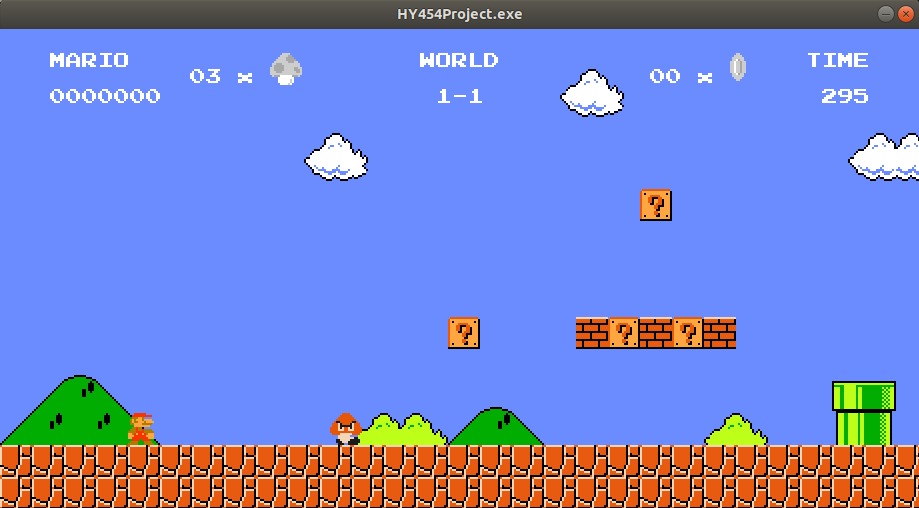 HY454Project.exe
MARIO
0000000
03 x
WORLD
1-1
00 x
TIME
295
?
?
? ?